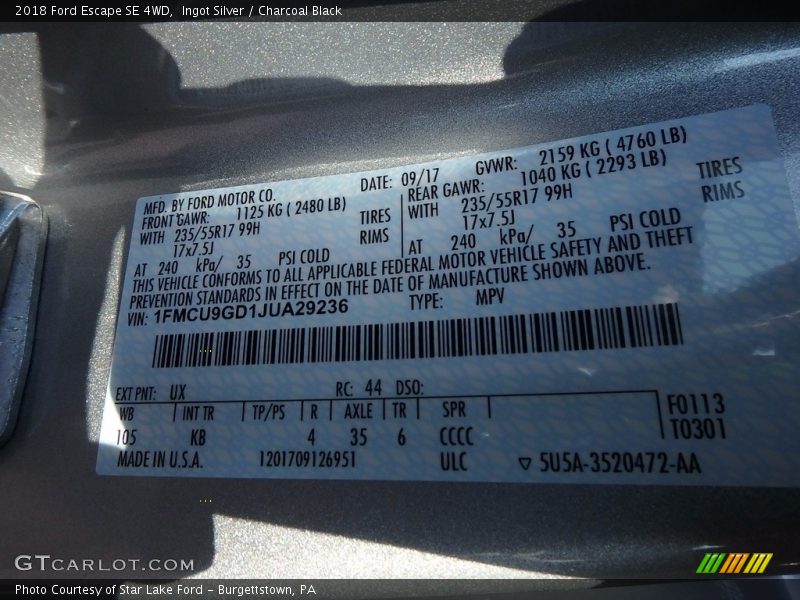 2018 Ford Escape SE 4WD,  Ingot Silver / Charcoal Black
MFD. BY FORD MOTOR CO.
DATE: 09/17
GVWR: 2159 KG ( 4760 LB)
FRONT GAWR: 1125 KG ( 2480 LB)
REAR GAWR: 1040 KG ( 2293 LB)
WITH 235/55R17 99H TIRES
WITH 235/55R17 99H TIRES
17x7.5J RIMS
17x7.5J RIMS
AT 240 kPa/ 35 PSI COLD
AT 240 kPa/ 35 PSI COLD
THIS VEHICLE CONFORMS TO ALL APPLICABLE FEDERAL MOTOR VEHICLE SAFETY AND THEFT
PREVENTION STANDARDS IN EFFECT ON THE DATE OF MANUFACTURE SHOWN ABOVE.
VIN: 1FMCU9GD1JUA29236 TYPE: MPV
EXT PNT: UX RC: 44 DSO:
WB INT TR TP/PS R AXLE TR SPR F0113
105 KB 4 35 6 CCCC T0301
MADE IN U.S.A. 1201709126951 ULC ▽ 5U5A-3520472-AA
GTcarlot.com
Photo Courtesy of Star Lake Ford - Burgettstown, PA